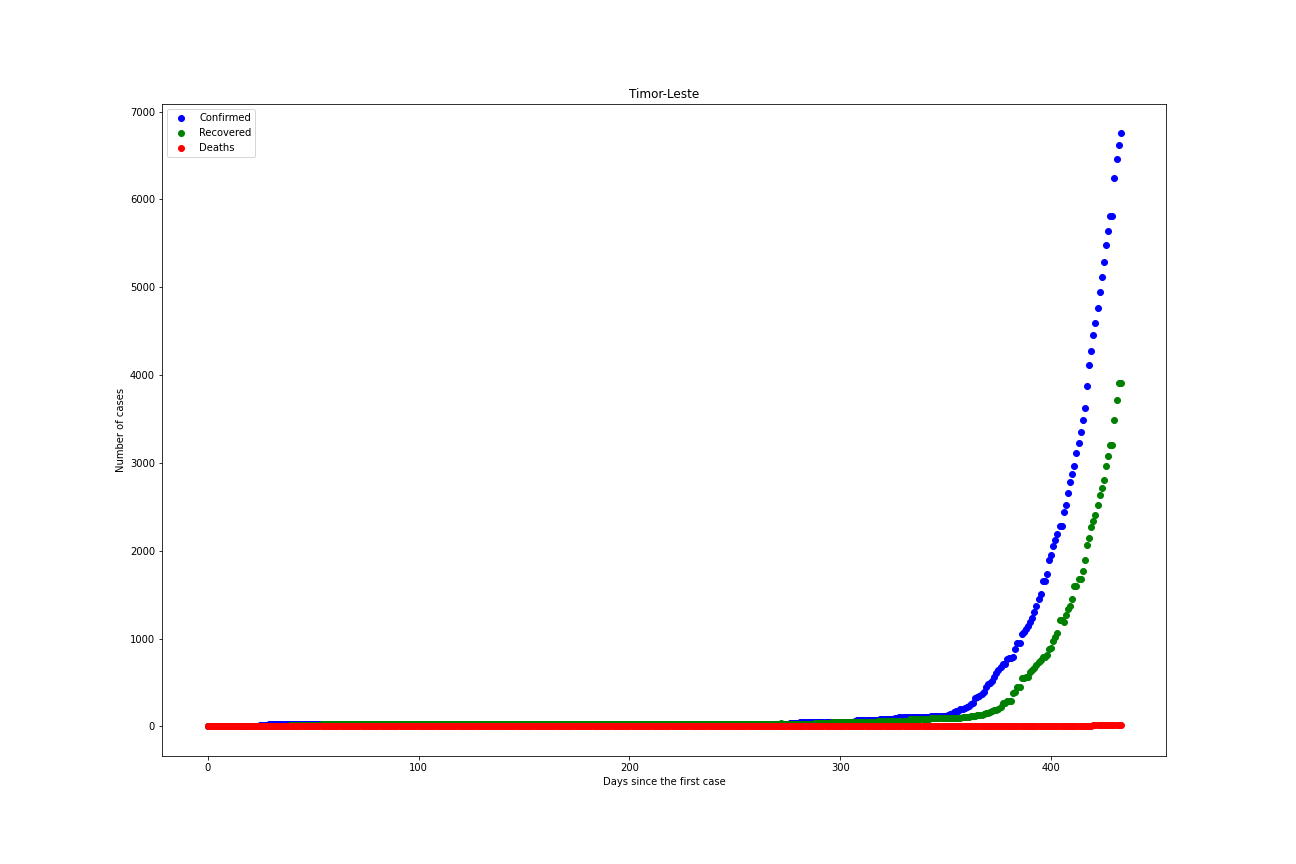 Timor-Leste
Confirmed
Recovered
Deaths
7000
6000
5000
4000
3000
2000
1000
0
Number of cases
0 100 200 300 400
Days since the first case